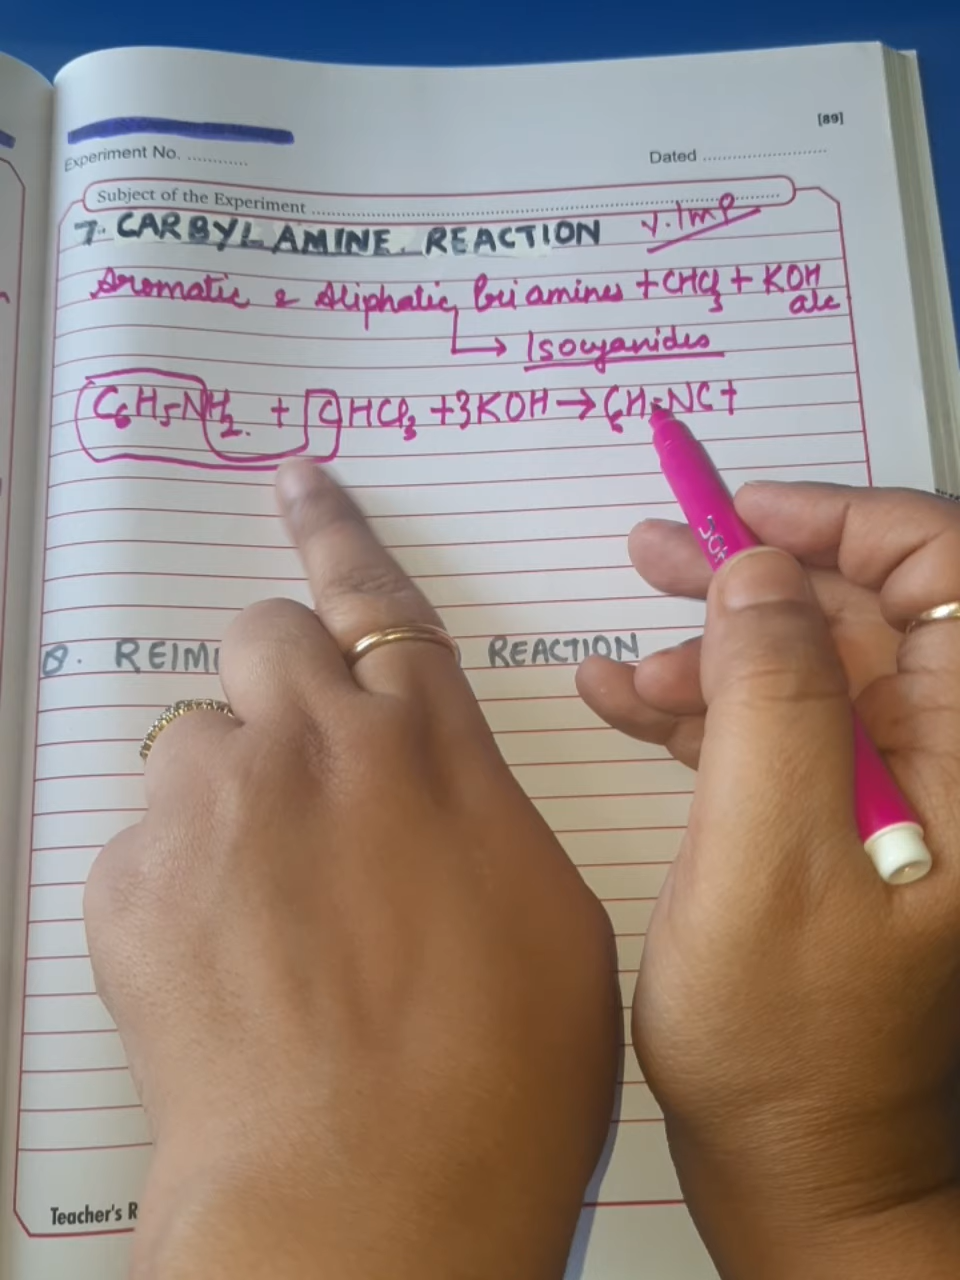 [89]
Experiment No. ............
Dated ..............................
Subject of the Experiment ..............................
7. CARBYLAMINE REACTION V.Imp
Aromatic & Aliphatic Pri amines + CHCl3 + KOH
alc
→ Isocyanides
C6H5NH2. + CHCl3 + 3KOH → C6H5NC +
8. REIM REACTION
Teacher's R